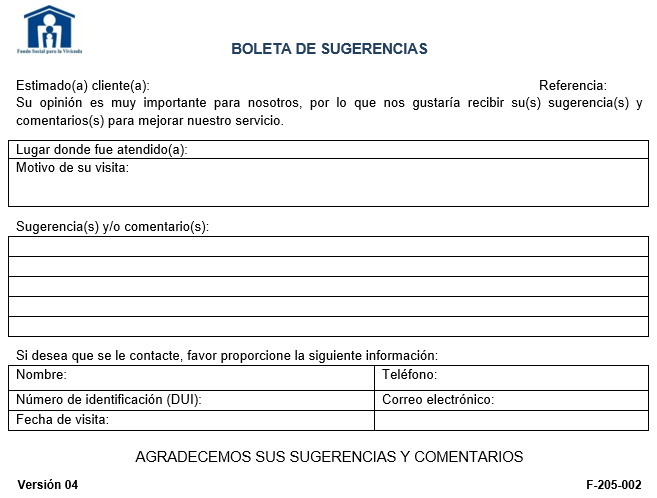 Fondo Social para la Vivienda
BOLETA DE SUGERENCIAS
Estimado(a) cliente(a): Referencia:
Su opinión es muy importante para nosotros, por lo que nos gustaría recibir su(s) sugerencia(s) y
comentarios(s) para mejorar nuestro servicio.
Lugar donde fue atendido(a):
Motivo de su visita:
Sugerencia(s) y/o comentario(s):
Si desea que se le contacte, favor proporcione la siguiente información:
Nombre: Teléfono:
Número de identificación (DUI): Correo electrónico:
Fecha de visita:
AGRADECEMOS SUS SUGERENCIAS Y COMENTARIOS
Versión 04 F-205-002